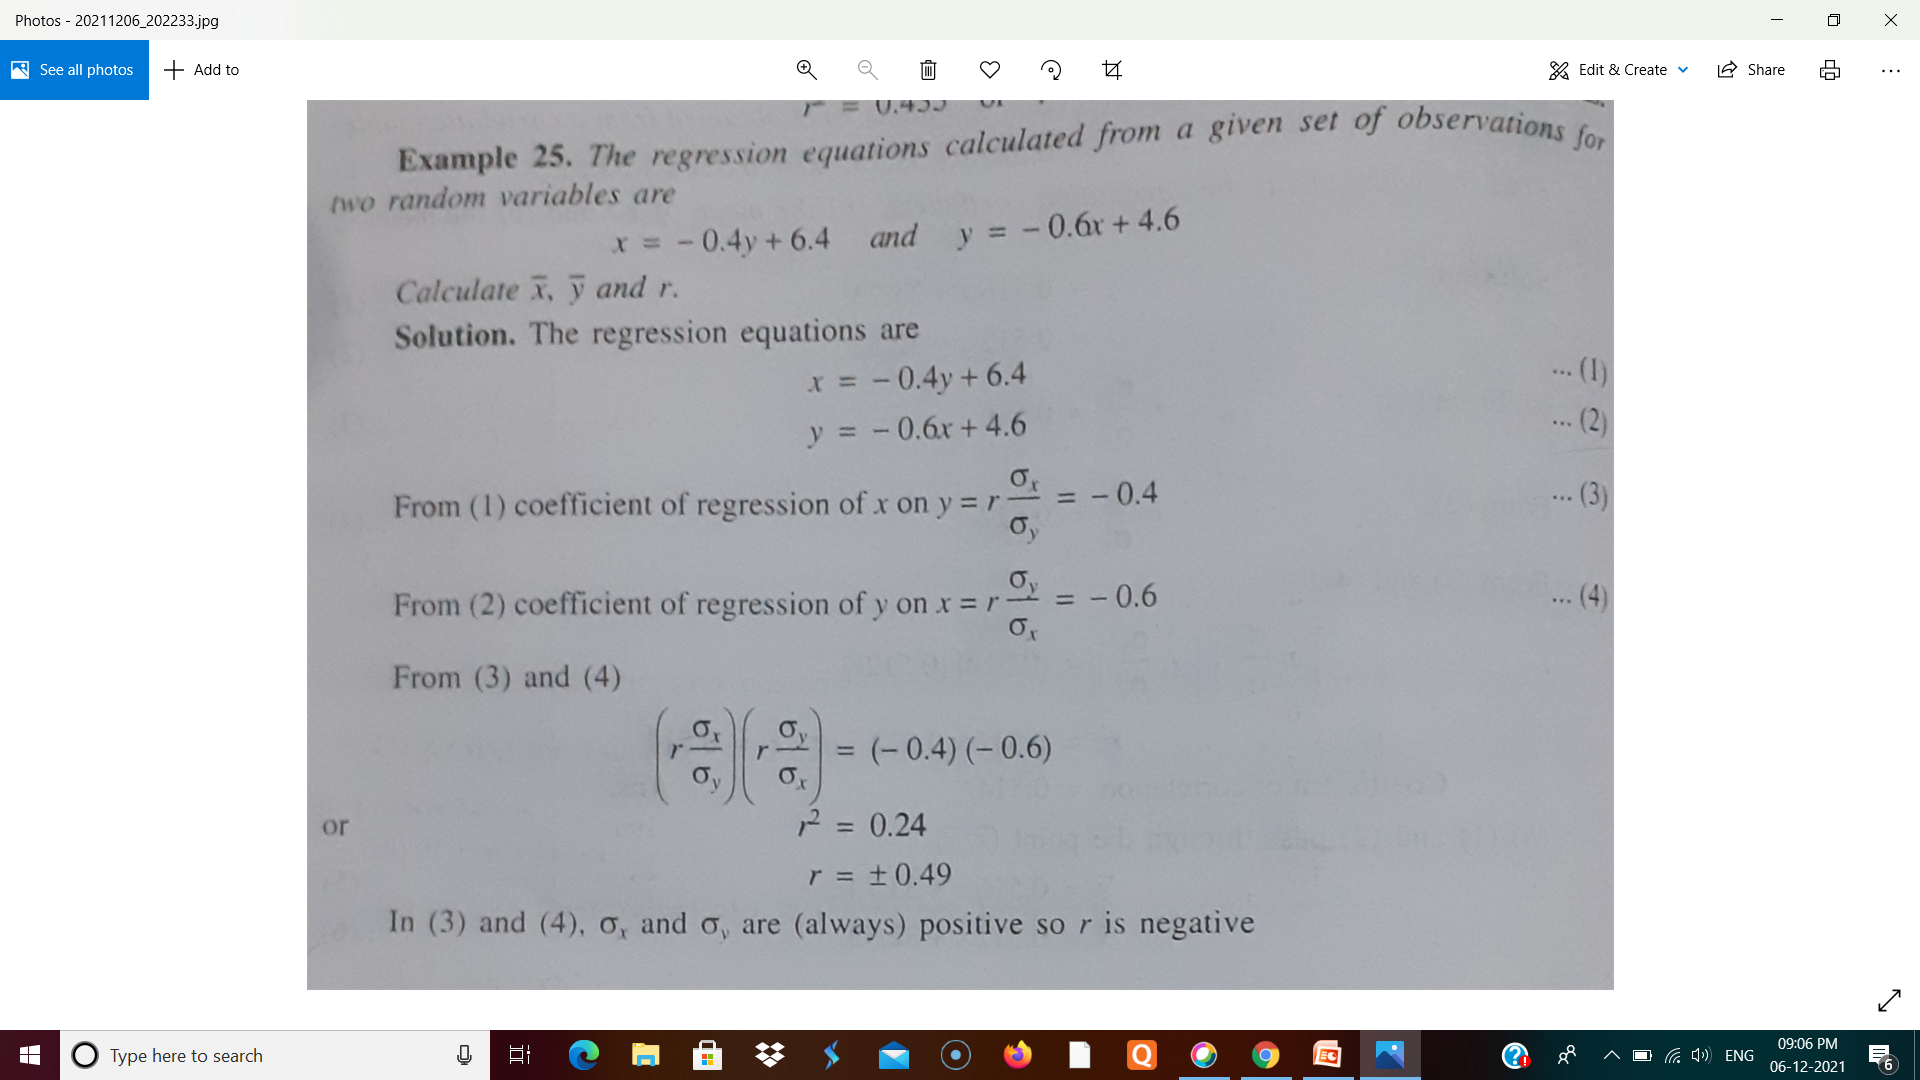 Photos - 20211206_202233.jpg
See all photos
Add to
Edit & Create
Share
Example 25. The regression equations calculated from a given set of observations for
two random variables are
x = − 0.4y + 6.4 and y = − 0.6x + 4.6
Calculate x̄, ȳ and r.
Solution. The regression equations are
x = − 0.4y + 6.4 ... (1)
y = − 0.6x + 4.6 ... (2)
From (1) coefficient of regression of x on y = r σx/σy = − 0.4 ... (3)
From (2) coefficient of regression of y on x = r σy/σx = − 0.6 ... (4)
From (3) and (4)
(r σx/σy)(r σy/σx) = (− 0.4) (− 0.6)
or r² = 0.24
r = ± 0.49
In (3) and (4), σx and σy are (always) positive so r is negative
Type here to search
ENG
09:06 PM
06-12-2021
6